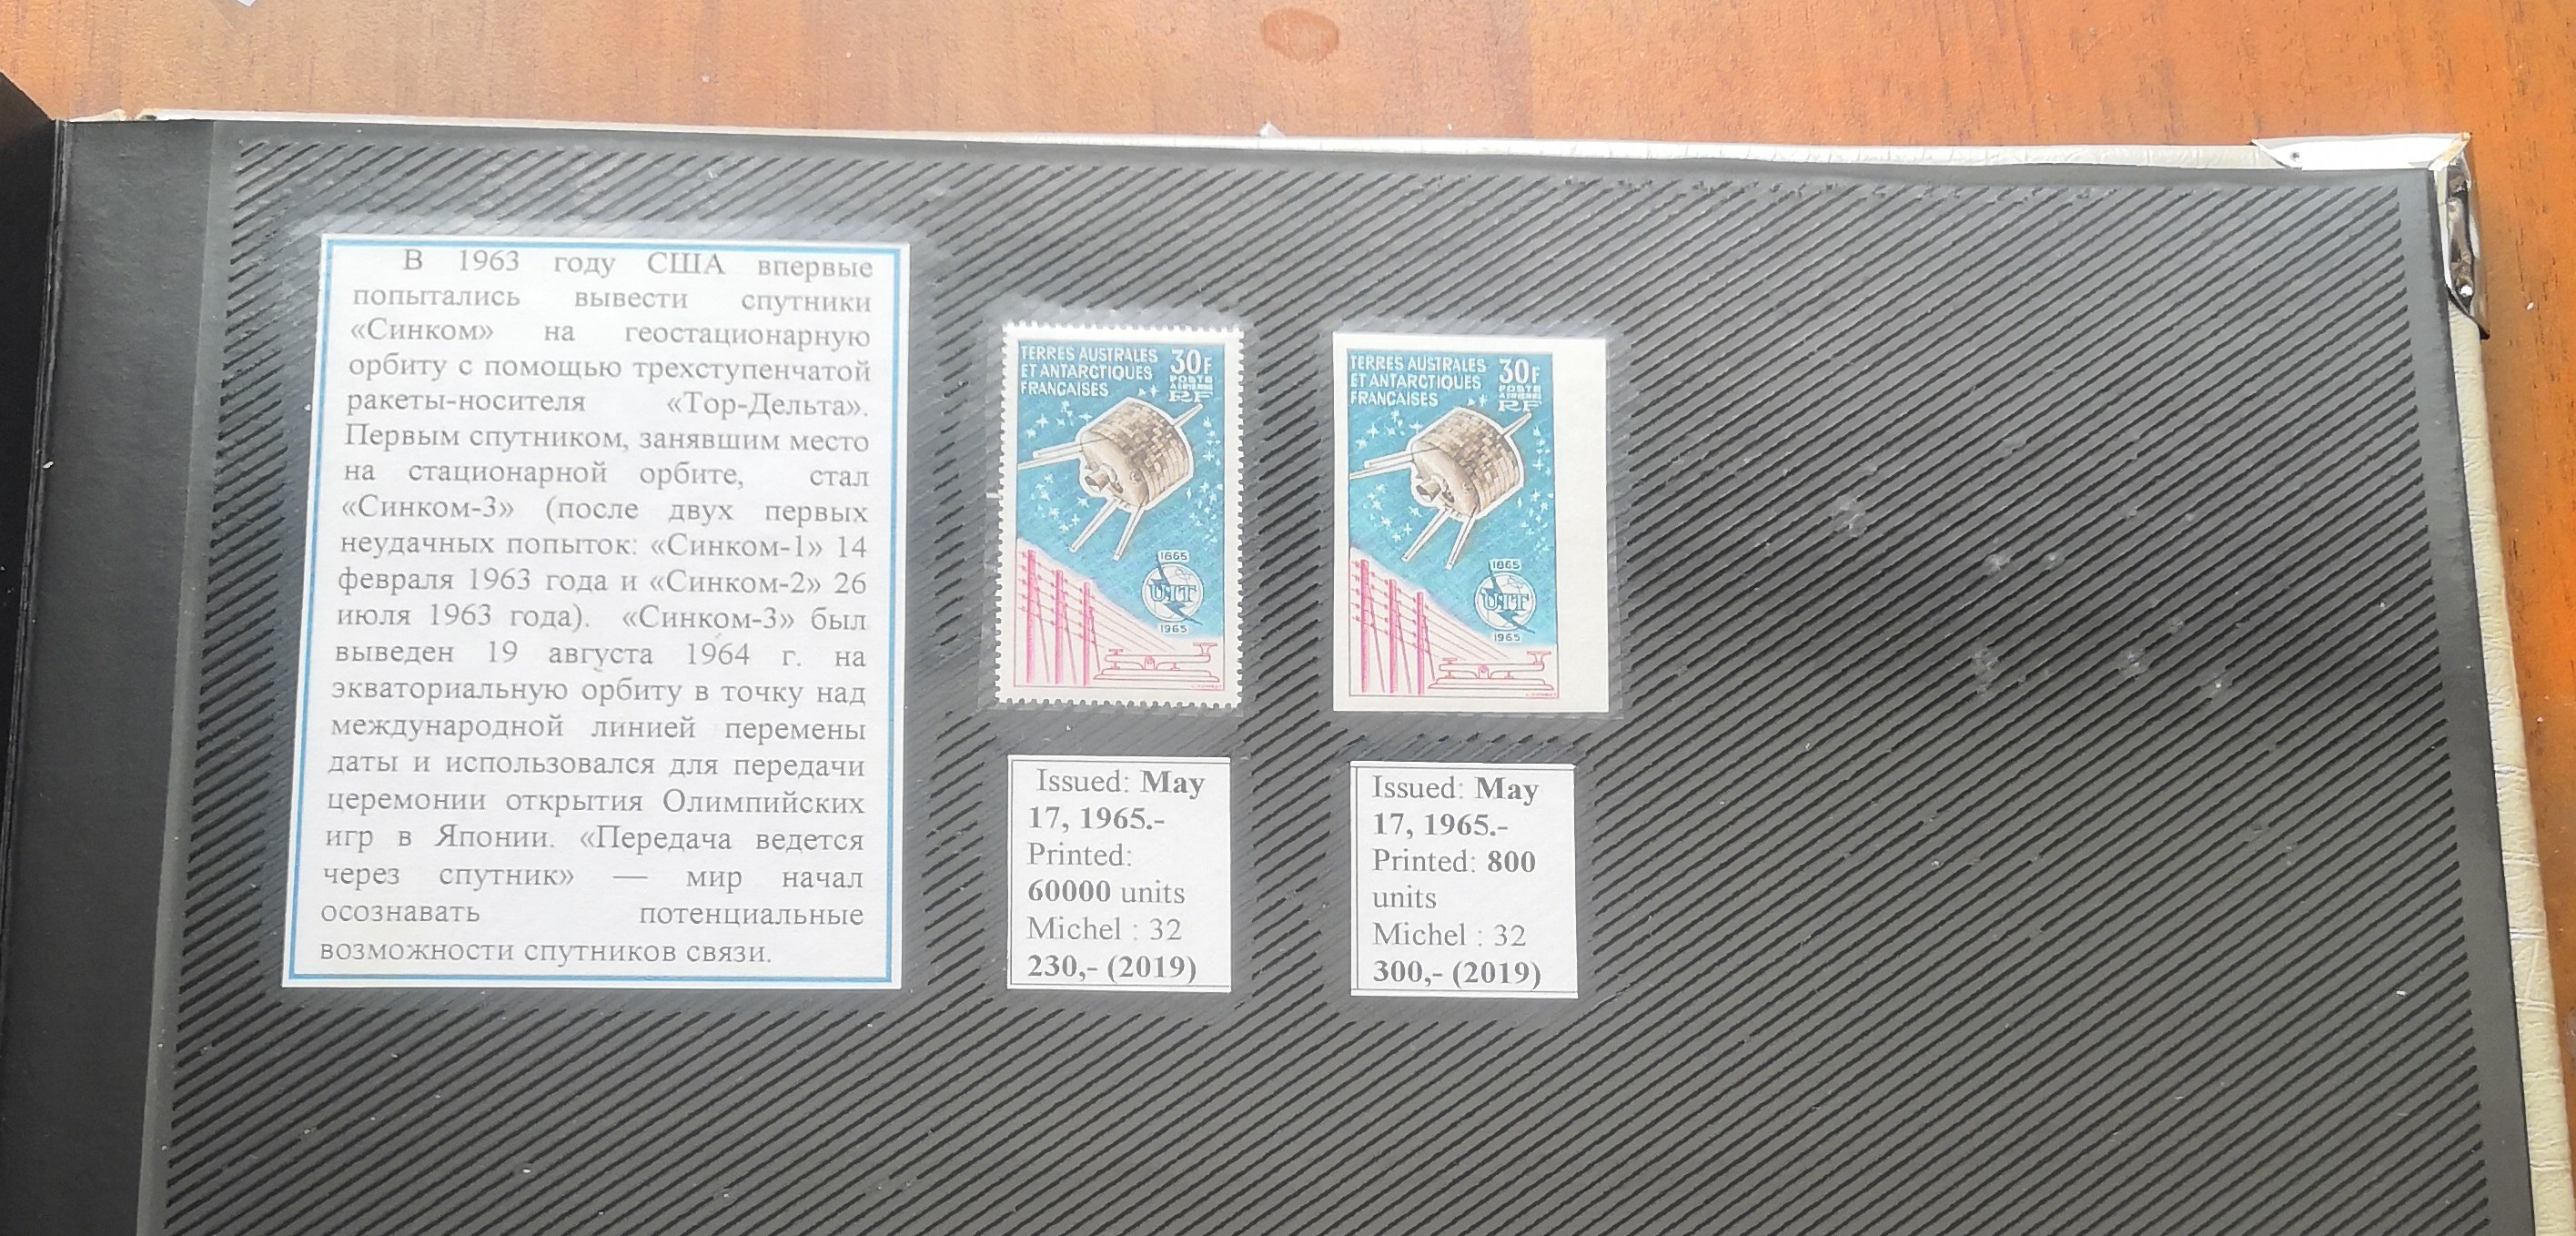 В 1963 году США впервые
попытались вывести спутники
«Синком» на геостационарную
орбиту с помощью трехступенчатой
ракеты-носителя «Тор-Дельта».
Первым спутником, занявшим место
на стационарной орбите, стал
«Синком-3» (после двух первых
неудачных попыток: «Синком-1» 14
февраля 1963 года и «Синком-2» 26
июля 1963 года). «Синком-3» был
выведен 19 августа 1964 г. на
экваториальную орбиту в точку над
международной линией перемены
даты и использовался для передачи
церемонии открытия Олимпийских
игр в Японии. «Передача ведется
через спутник» — мир начал
осознавать потенциальные
возможности спутников связи.
TERRES AUSTRALES
ET ANTARCTIQUES
FRANÇAISES
30F
POSTE
AERIENNE
RF
1865
UIT
1965
Issued: May
17, 1965.-
Printed:
60000 units
Michel : 32
230,- (2019)
TERRES AUSTRALES
ET ANTARCTIQUES
FRANÇAISES
30F
POSTE
AERIENNE
RF
1865
UIT
1965
Issued: May
17, 1965.-
Printed: 800
units
Michel : 32
300,- (2019)